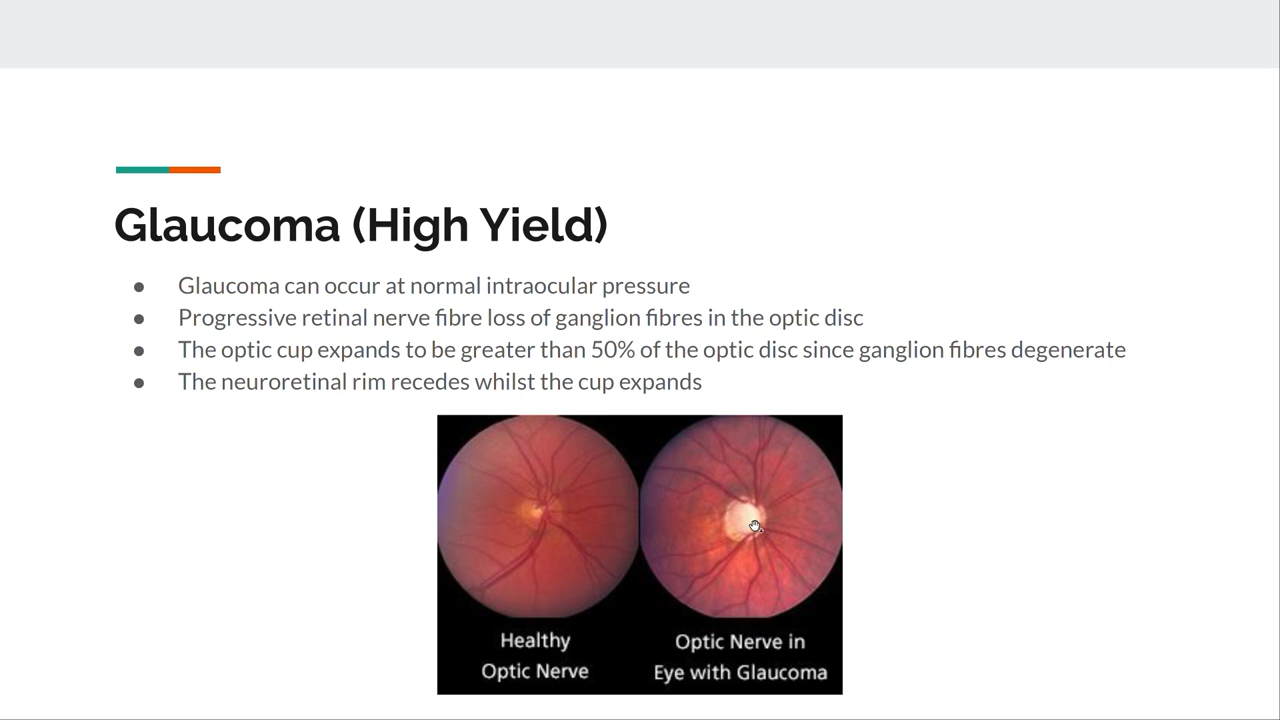 Glaucoma (High Yield)
● Glaucoma can occur at normal intraocular pressure
● Progressive retinal nerve fibre loss of ganglion fibres in the optic disc
● The optic cup expands to be greater than 50% of the optic disc since ganglion fibres degenerate
● The neuroretinal rim recedes whilst the cup expands
Healthy
Optic Nerve
Optic Nerve in
Eye with Glaucoma